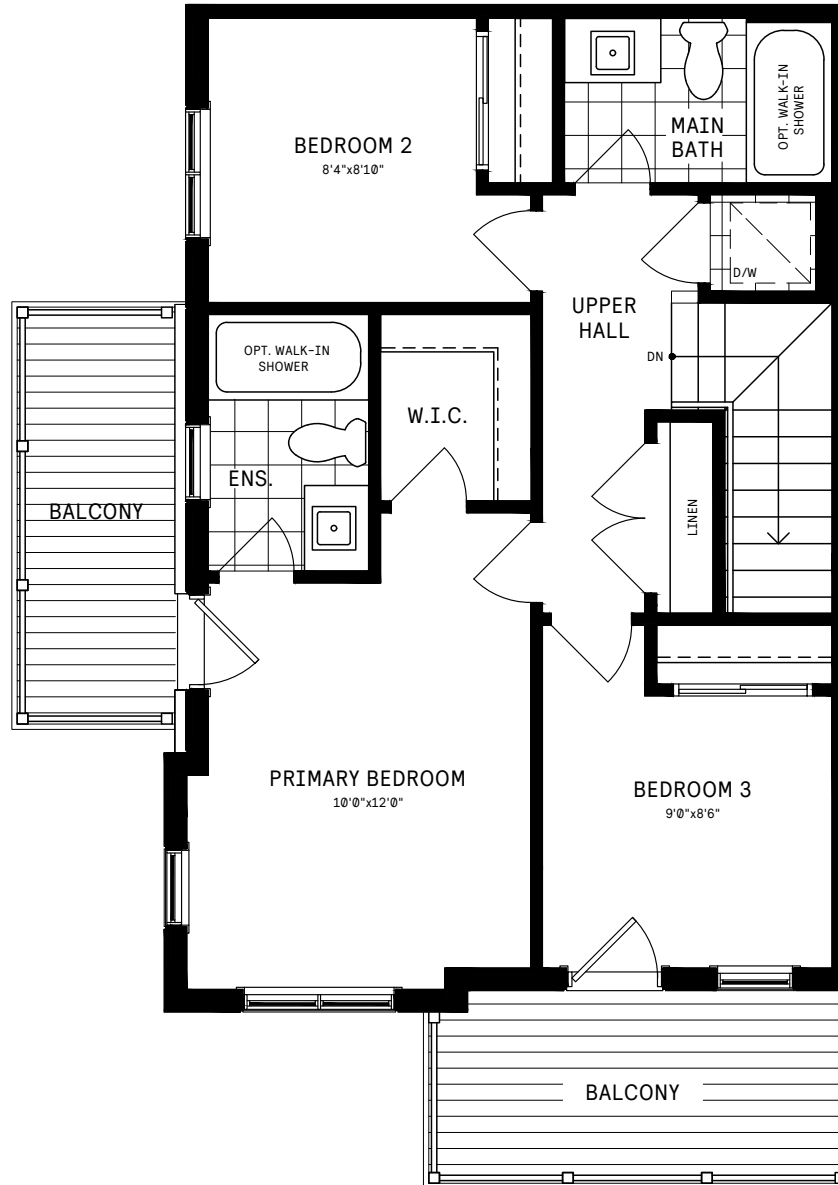 BEDROOM 2
8'4"x8'10"
MAIN
BATH
OPT. WALK-IN
SHOWER
D/W
UPPER
HALL
DN
OPT. WALK-IN
SHOWER
W.I.C.
ENS.
BALCONY
LINEN
PRIMARY BEDROOM
10'0"x12'0"
BEDROOM 3
9'0"x8'6"
BALCONY